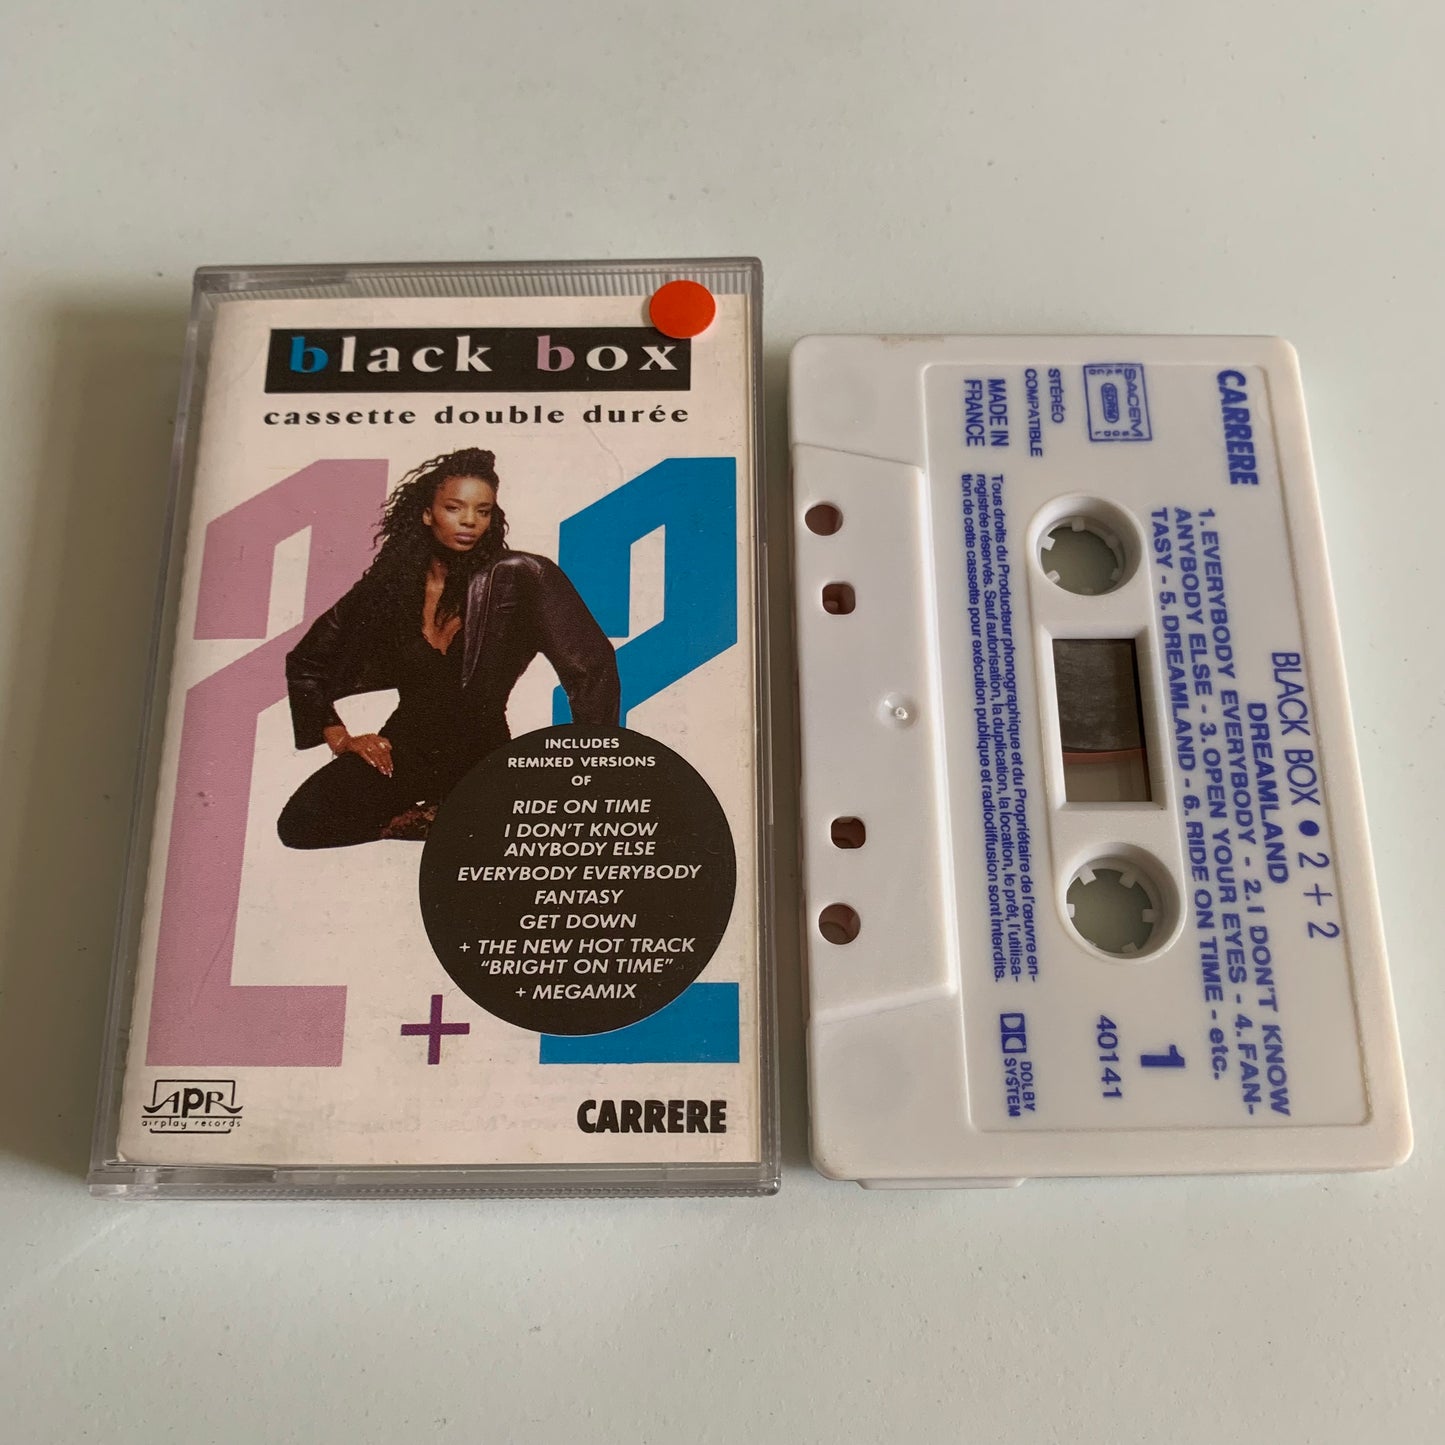 black box
cassette double durée
2 + 2
INCLUDES
REMIXED VERSIONS
OF
RIDE ON TIME
I DON'T KNOW
ANYBODY ELSE
EVERYBODY EVERYBODY
FANTASY
GET DOWN
+ THE NEW HOT TRACK
"BRIGHT ON TIME"
+ MEGAMIX
APR
airplay records
CARRERE
BLACK BOX • 2 + 2
DREAMLAND
1. EVERYBODY EVERYBODY - 2. I DON'T KNOW
ANYBODY ELSE - 3. OPEN YOUR EYES - 4. FAN-
TASY - 5. DREAMLAND - 6. RIDE ON TIME - etc.
CARRERE
SACEM
SDRM
STÉRÉO
COMPATIBLE
MADE IN
FRANCE
1
40141
DOLBY
SYSTEM
Tous droits du Producteur phonographique et du Propriétaire de l'œuvre en-
registrée réservés. Sauf autorisation, la duplication, la location, le prêt, l'utilisa-
tion de cette cassette pour exécution publique et radiodiffusion sont interdits.